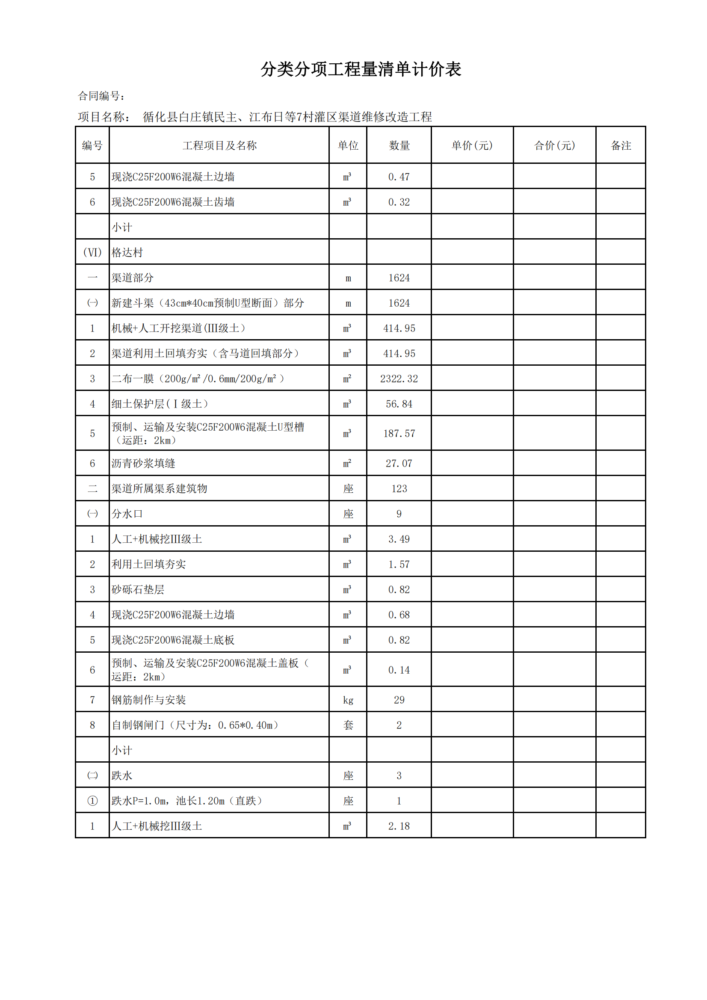 分类分项工程量清单计价表
合同编号：
项目名称： 循化县白庄镇民主、江布日等7村灌区渠道维修改造工程
编号 工程项目及名称 单位 数量 单价(元) 合价(元) 备注
5 现浇C25F200W6混凝土边墙 m³ 0.47
6 现浇C25F200W6混凝土齿墙 m³ 0.32
小计
(Ⅵ) 格达村
一 渠道部分 m 1624
㈠ 新建斗渠（43cm*40cm预制U型断面）部分 m 1624
1 机械+人工开挖渠道(Ⅲ级土） m³ 414.95
2 渠道利用土回填夯实（含马道回填部分） m³ 414.95
3 二布一膜（200g/m²/0.6mm/200g/m²） m² 2322.32
4 细土保护层(Ⅰ级土） m³ 56.84
5 预制、运输及安装C25F200W6混凝土U型槽 m³ 187.57
（运距：2km）
6 沥青砂浆填缝 m² 27.07
二 渠道所属渠系建筑物 座 123
㈠ 分水口 座 9
1 人工+机械挖Ⅲ级土 m³ 3.49
2 利用土回填夯实 m³ 1.57
3 砂砾石垫层 m³ 0.82
4 现浇C25F200W6混凝土边墙 m³ 0.68
5 现浇C25F200W6混凝土底板 m³ 0.82
6 预制、运输及安装C25F200W6混凝土盖板（ m³ 0.14
运距：2km）
7 钢筋制作与安装 kg 29
8 自制钢闸门（尺寸为：0.65*0.40m） 套 2
小计
㈡ 跌水 座 3
① 跌水P=1.0m，池长1.20m（直跌） 座 1
1 人工+机械挖Ⅲ级土 m³ 2.18